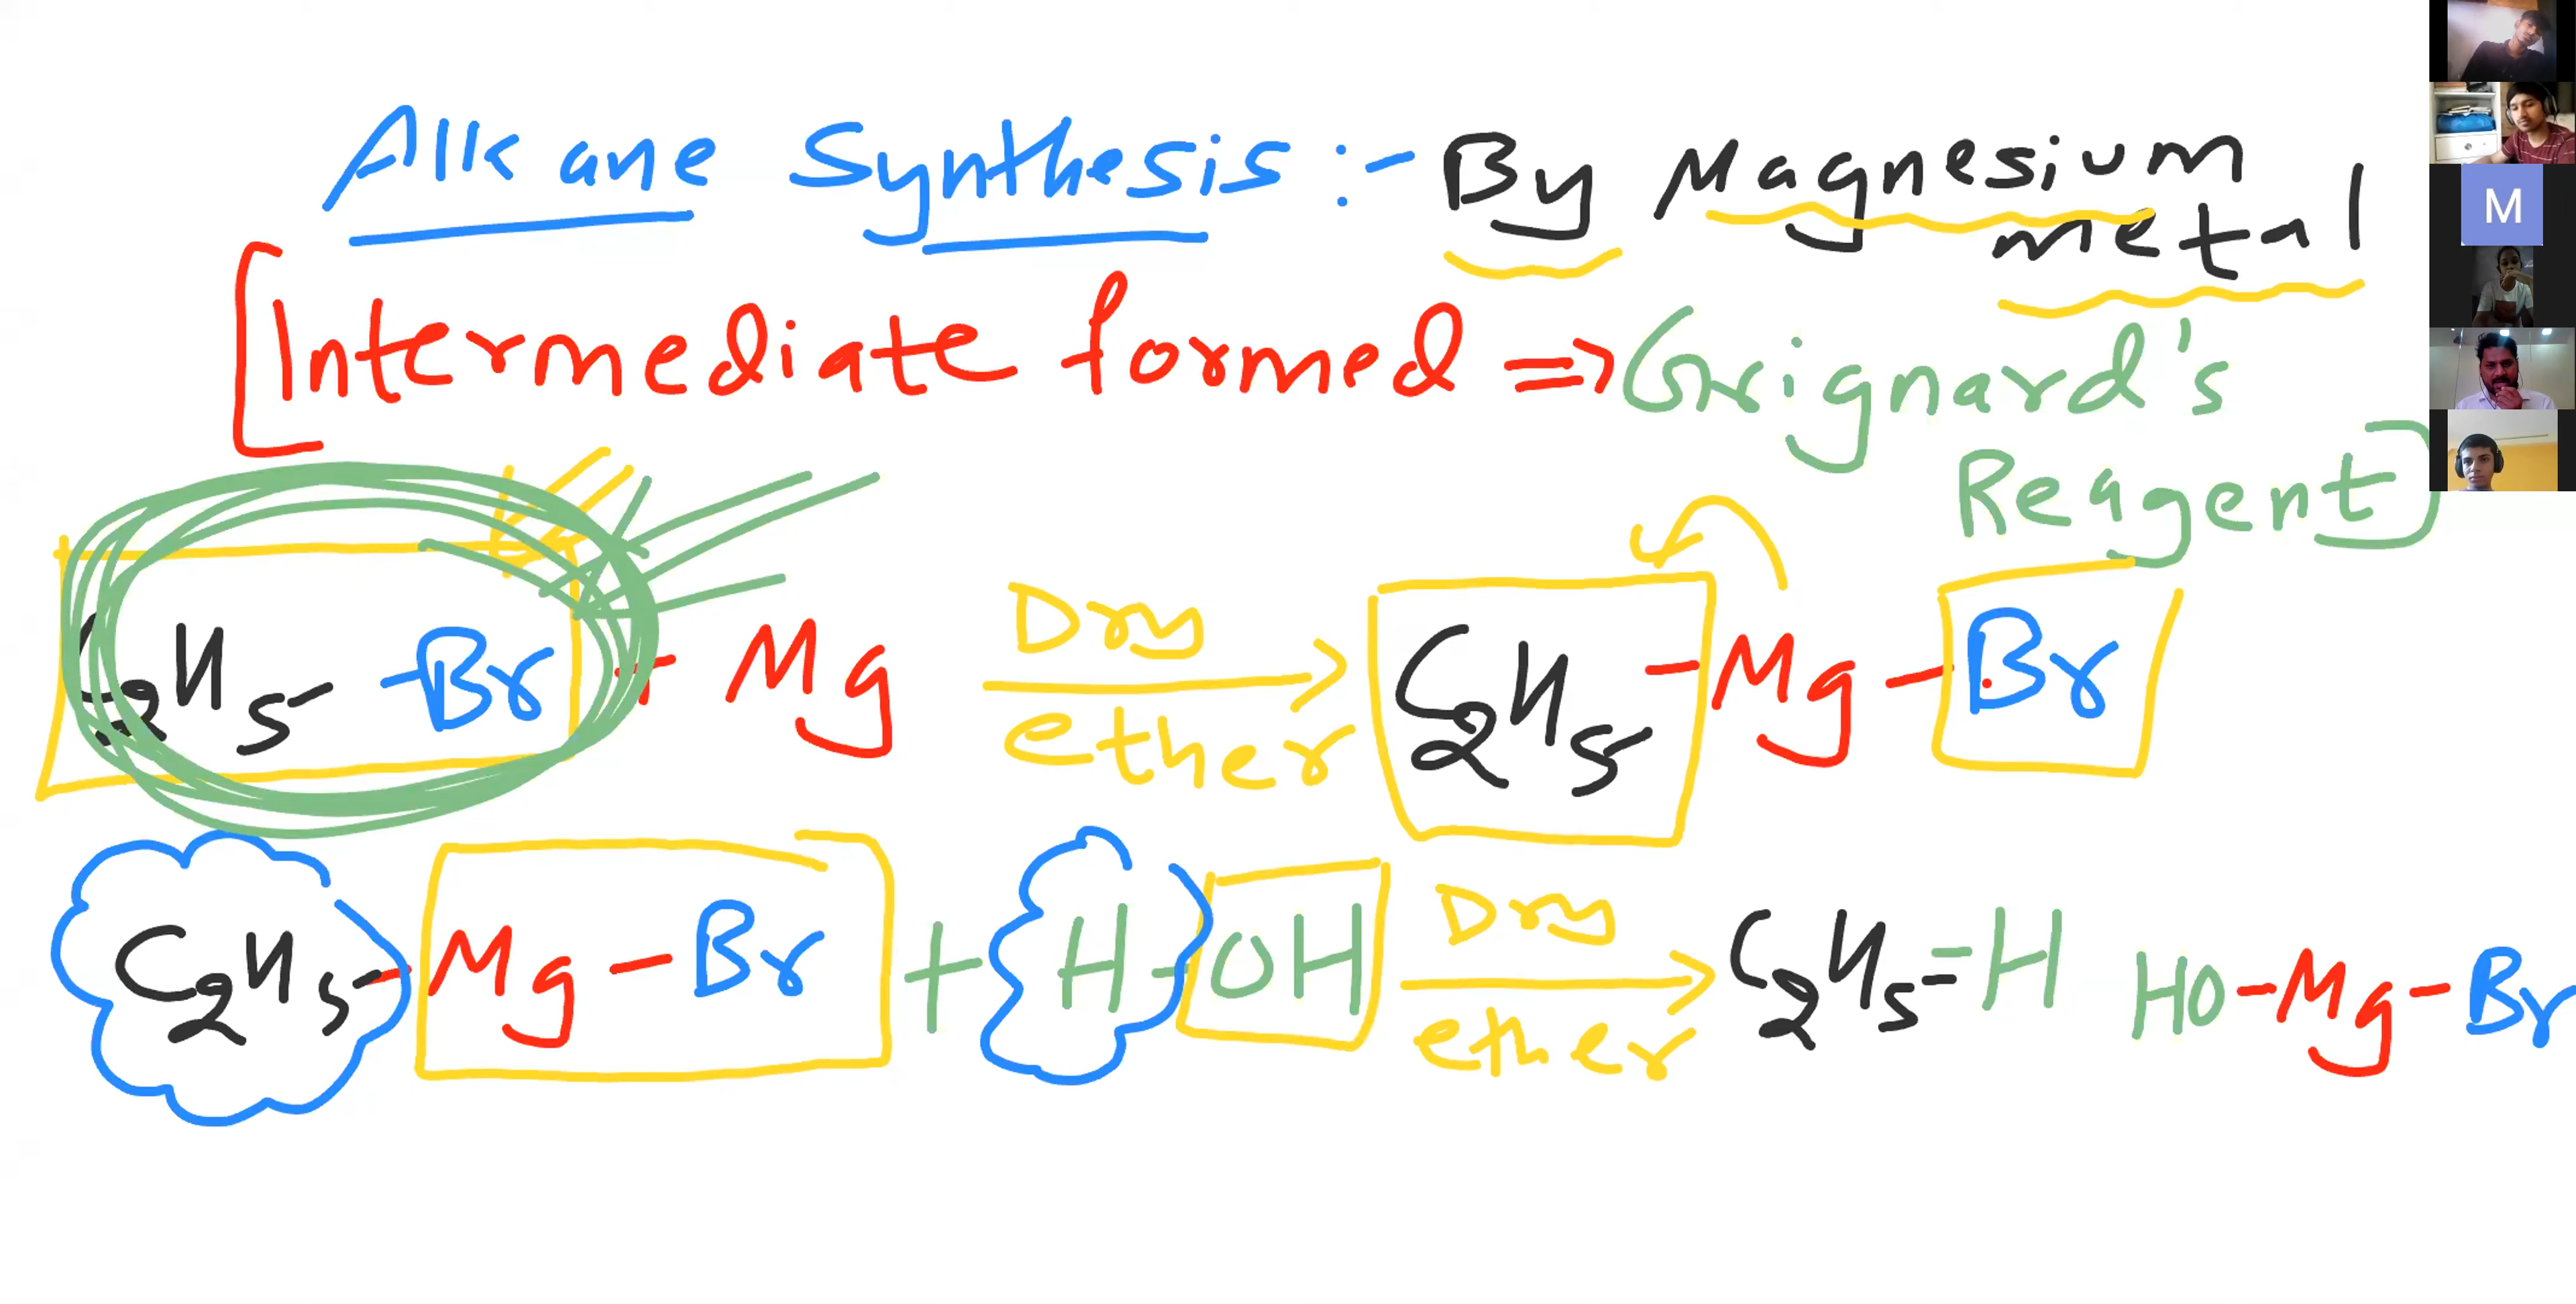 Alkane Synthesis :- By Magnesium metal
[Intermediate formed => Grignard's Reagent]
C2H5 - Br + Mg Dry ether C2H5 - Mg - Br
C2H5 - Mg - Br + H - OH Dry ether C2H5 = H HO - Mg - Br
M